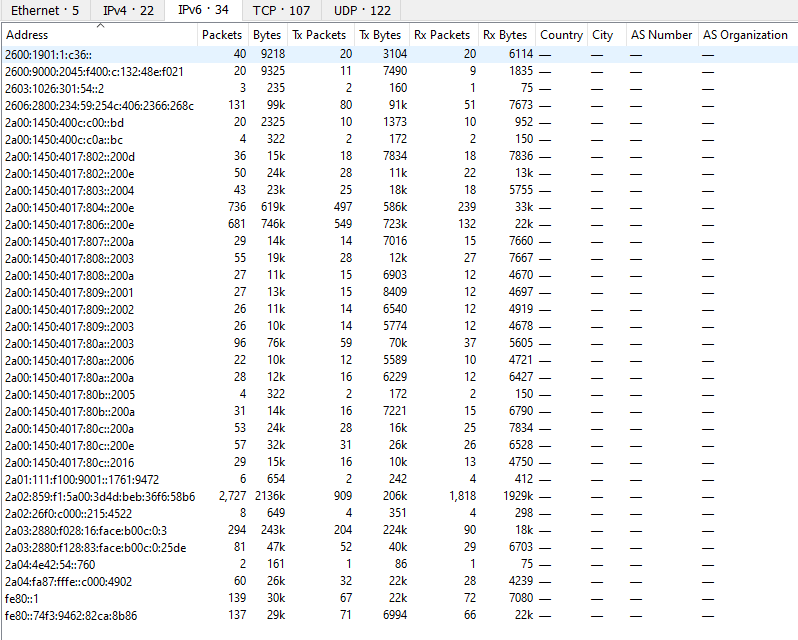 Ethernet · 5 IPv4 · 22 IPv6 · 34 TCP · 107 UDP · 122
Address Packets Bytes Tx Packets Tx Bytes Rx Packets Rx Bytes Country City AS Number AS Organization
2600:1901:1:c36:: 40 9218 20 3104 20 6114 — — — —
2600:9000:2045:f400:c:132:48e:f021 20 9325 11 7490 9 1835 — — — —
2603:1026:301:54::2 3 235 2 160 1 75 — — — —
2606:2800:234:59:254c:406:2366:268c 131 99k 80 91k 51 7673 — — — —
2a00:1450:400c:c00::bd 20 2325 10 1373 10 952 — — — —
2a00:1450:400c:c0a::bc 4 322 2 172 2 150 — — — —
2a00:1450:4017:802::200d 36 15k 18 7834 18 7836 — — — —
2a00:1450:4017:802::200e 50 24k 28 11k 22 13k — — — —
2a00:1450:4017:803::2004 43 23k 25 18k 18 5755 — — — —
2a00:1450:4017:804::200e 736 619k 497 586k 239 33k — — — —
2a00:1450:4017:806::200e 681 746k 549 723k 132 22k — — — —
2a00:1450:4017:807::200a 29 14k 14 7016 15 7660 — — — —
2a00:1450:4017:808::2003 55 19k 28 12k 27 7667 — — — —
2a00:1450:4017:808::200a 27 11k 15 6903 12 4670 — — — —
2a00:1450:4017:809::2001 27 13k 15 8409 12 4697 — — — —
2a00:1450:4017:809::2002 26 11k 14 6540 12 4919 — — — —
2a00:1450:4017:809::2003 26 10k 14 5774 12 4678 — — — —
2a00:1450:4017:80a::2003 96 76k 59 70k 37 5605 — — — —
2a00:1450:4017:80a::2006 22 10k 12 5589 10 4721 — — — —
2a00:1450:4017:80a::200a 28 12k 16 6229 12 6427 — — — —
2a00:1450:4017:80b::2005 4 322 2 172 2 150 — — — —
2a00:1450:4017:80b::200a 31 14k 16 7221 15 6790 — — — —
2a00:1450:4017:80c::200a 53 24k 28 16k 25 7834 — — — —
2a00:1450:4017:80c::200e 57 32k 31 26k 26 6528 — — — —
2a00:1450:4017:80c::2016 29 15k 16 10k 13 4750 — — — —
2a01:111:f100:9001::1761:9472 6 654 2 242 4 412 — — — —
2a02:859:f1:5a00:3d4d:beb:36f6:58b6 2,727 2136k 909 206k 1,818 1929k — — — —
2a02:26f0:c000::215:4522 8 649 4 351 4 298 — — — —
2a03:2880:f028:16:face:b00c:0:3 294 243k 204 224k 90 18k — — — —
2a03:2880:f128:83:face:b00c:0:25de 81 47k 52 40k 29 6703 — — — —
2a04:4e42:54::760 2 161 1 86 1 75 — — — —
2a04:fa87:fffe::c000:4902 60 26k 32 22k 28 4239 — — — —
fe80::1 139 30k 67 22k 72 7080 — — — —
fe80::74f3:9462:82ca:8b86 137 29k 71 6994 66 22k — — — —